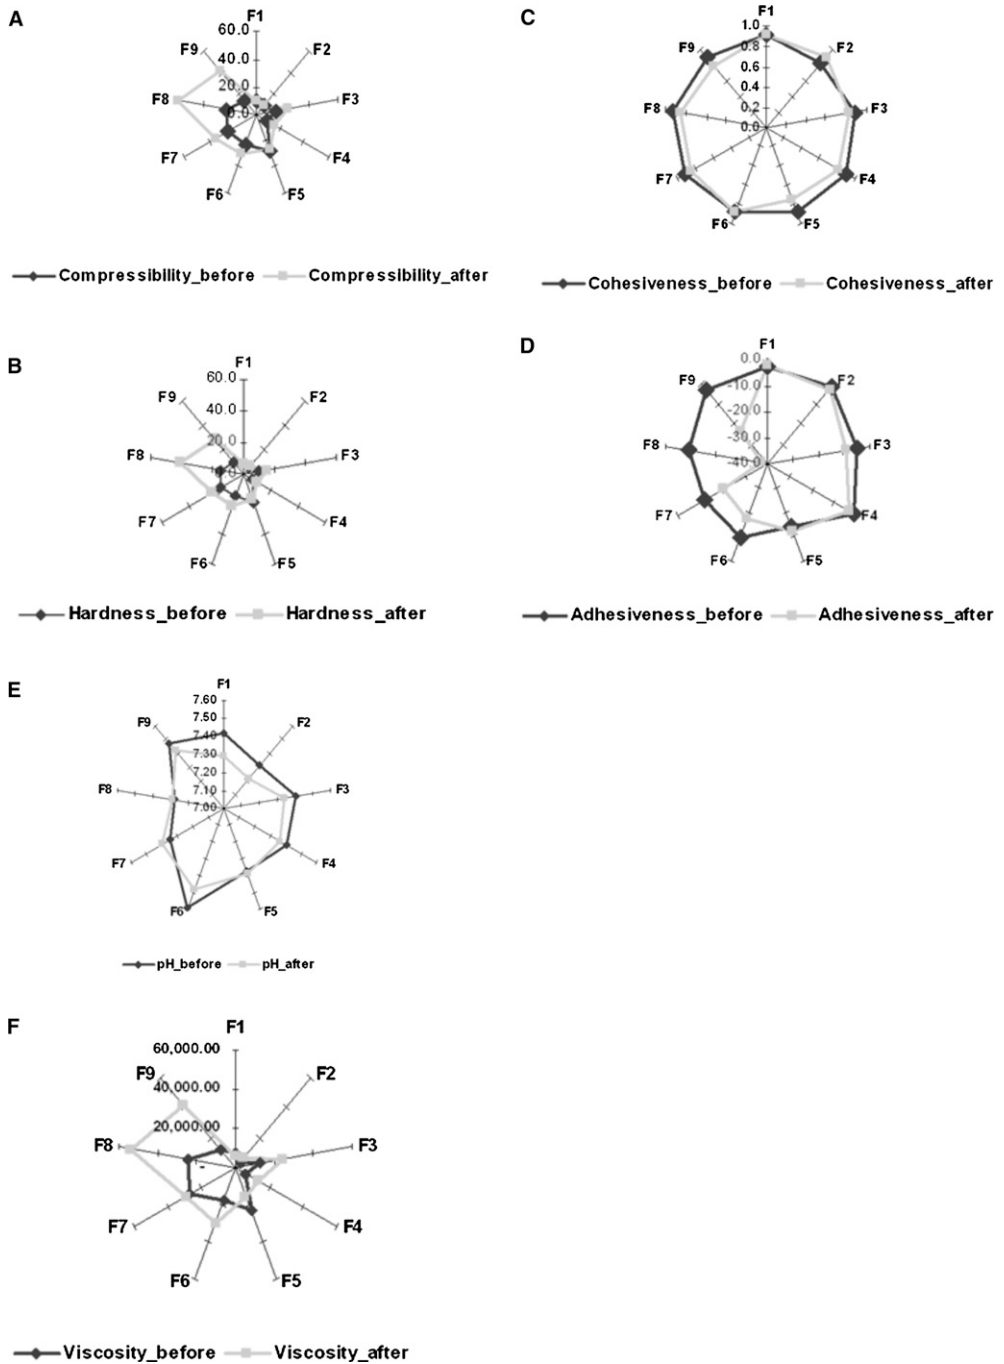 A
F1
60.0
F9
F2
40.0
20.0
F8
F3
0.0
F7
F4
F6
F5
Compressibility_before
Compressibility_after
C
F1
1.0
F9
0.8
F2
0.6
0.4
F8
F3
0.2
0.0
F7
F4
F6
F5
Cohesiveness_before
Cohesiveness_after
B
F1
60.0
F9
F2
40.0
20.0
F8
F3
F7
F4
F6
F5
Hardness_before
Hardness_after
D
F1
0.0
F9
-10.0
F2
-20.0
F8
F3
-30.0
-40.0
F7
F4
F6
F5
Adhesiveness_before
Adhesiveness_after
E
F1
7.60
7.50
F9
F2
7.40
7.30
7.20
F8
F3
7.10
7.00
F7
F4
F6
F5
pH_before
pH_after
F
F1
60,000.00
F9
F2
40,000.00
20,000.00
F8
F3
-
F7
F4
F6
F5
Viscosity_before
Viscosity_after